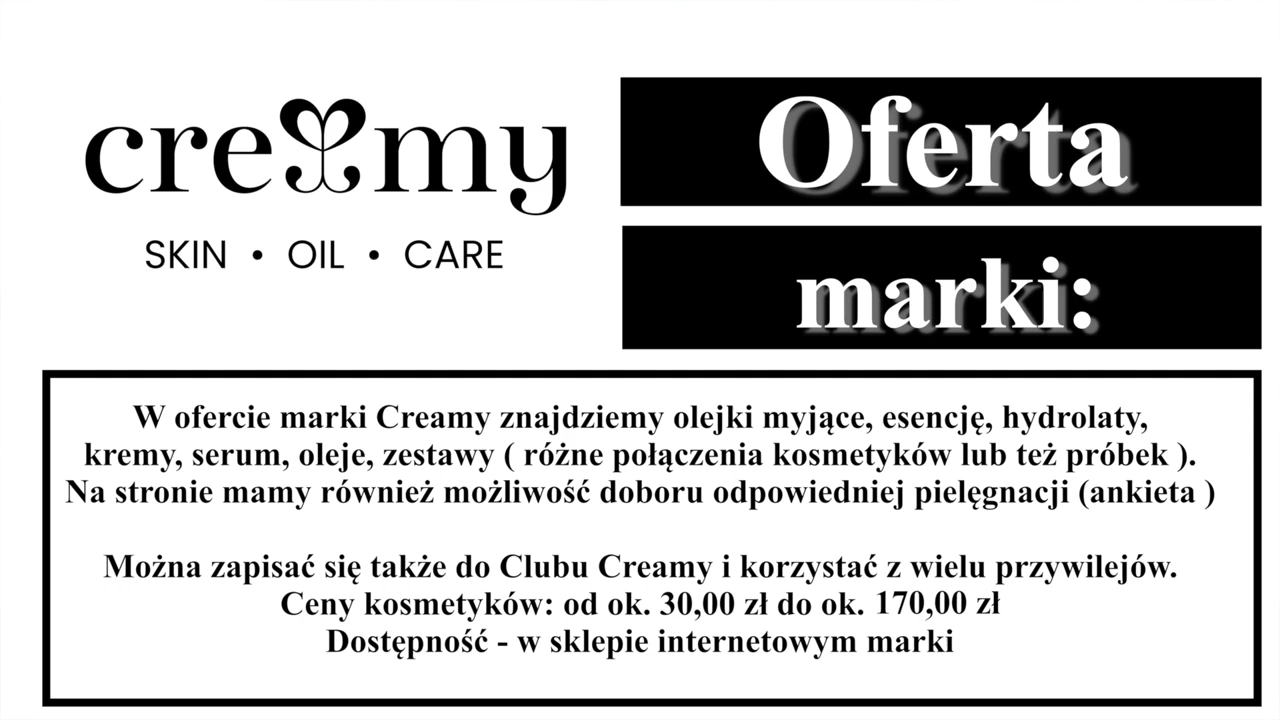 creamy
SKIN • OIL • CARE
Oferta
marki:
W ofercie marki Creamy znajdziemy olejki myjące, esencję, hydrolaty,
kremy, serum, oleje, zestawy ( różne połączenia kosmetyków lub też próbek ).
Na stronie mamy również możliwość doboru odpowiedniej pielęgnacji (ankieta )
Można zapisać się także do Clubu Creamy i korzystać z wielu przywilejów.
Ceny kosmetyków: od ok. 30,00 zł do ok. 170,00 zł
Dostępność - w sklepie internetowym marki